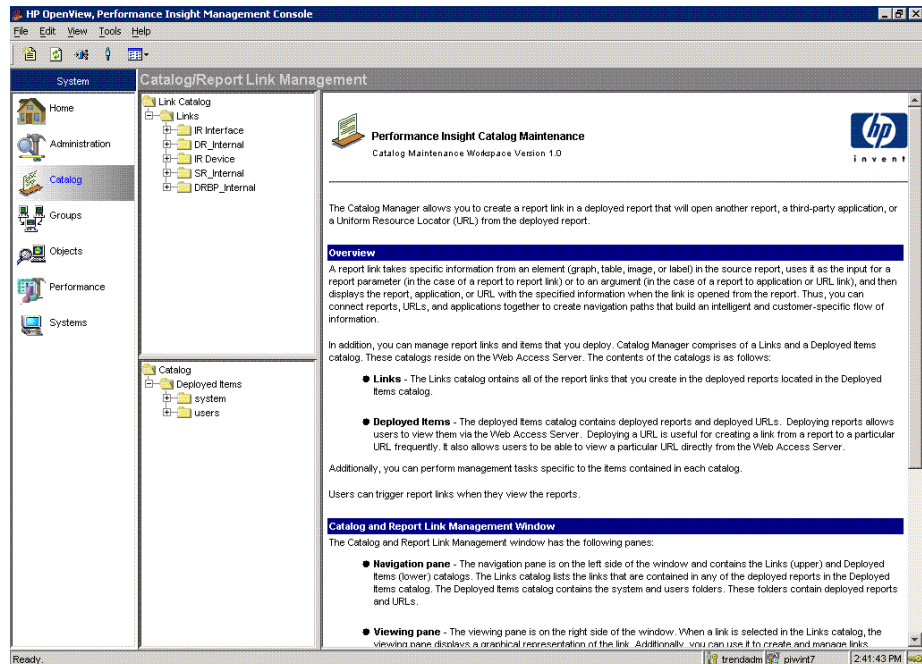 HP OpenView, Performance Insight Management Console
File Edit View Tools Help
System
Catalog/Report Link Management
Home
Administration
Catalog
Groups
Objects
Performance
Systems
Link Catalog
Links
IR Interface
DR_Internal
IR Device
SR_Internal
DRBP_Internal
Catalog
Deployed Items
system
users
Performance Insight Catalog Maintenance
Catalog Maintenance Workspace Version 1.0
hp
invent
The Catalog Manager allows you to create a report link in a deployed report that will open another report, a third-party application, or
a Uniform Resource Locator (URL) from the deployed report.
Overview
A report link takes specific information from an element (graph, table, image, or label) in the source report, uses it as the input for a
report parameter (in the case of a report to report link) or to an argument (in the case of a report to application or URL link), and then
displays the report, application, or URL with the specified information when the link is opened from the report. Thus, you can
connect reports, URLs, and applications together to create navigation paths that build an intelligent and customer-specific flow of
information.
In addition, you can manage report links and items that you deploy. Catalog Manager comprises of a Links and a Deployed Items
catalog. These catalogs reside on the Web Access Server. The contents of the catalogs is as follows:
Links - The Links catalog ontains all of the report links that you create in the deployed reports located in the Deployed
Items catalog.
Deployed Items - The deployed Items catalog contains deployed reports and deployed URLs. Deploying reports allows
users to view them via the Web Access Server. Deploying a URL is useful for creating a link from a report to a particular
URL frequently. It also allows users to be able to view a particular URL directly from the Web Access Server.
Additionally, you can perform management tasks specific to the items contained in each catalog.
Users can trigger report links when they view the reports.
Catalog and Report Link Management Window
The Catalog and Report Link Management window has the following panes:
Navigation pane - The navigation pane is on the left side of the window and contains the Links (upper) and Deployed
Items (lower) catalogs. The Links catalog lists the links that are contained in any of the deployed reports in the Deployed
Items catalog. The Deployed Items catalog contains the system and users folders. These folders contain deployed reports
and URLs.
Viewing pane - The viewing pane is on the right side of the window. When a link is selected in the Links catalog, the
viewing pane displays a graphical representation of the link. Additionally, you can use it to create and manage links
Ready.
trendadm
piwint7
2:41:43 PM